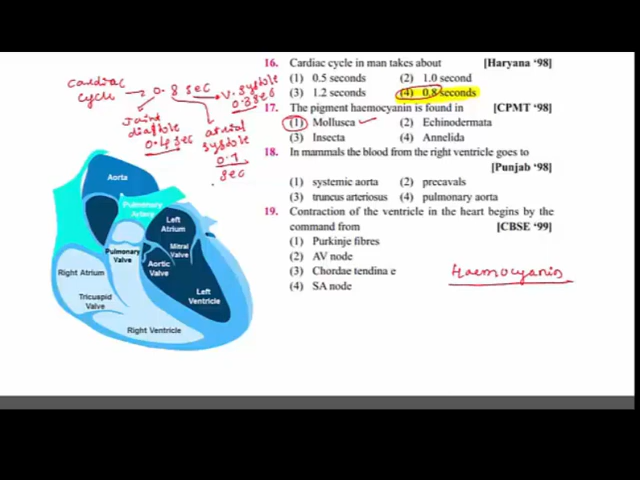 cardiac
cycle → 0.8 sec
→ V. systole
0.3 sec
Joint
diastole
0.4 sec
atrial
systole
0.1
sec
Aorta
Pulmonary
Artery
Left
Atrium
Pulmonary
Valve
Mitral
Valve
Aortic
Valve
Right Atrium
Left
Ventricle
Tricuspid
Valve
Right Ventricle
16. Cardiac cycle in man takes about [Haryana '98]
(1) 0.5 seconds (2) 1.0 second
(3) 1.2 seconds (4) 0.8 seconds
17. The pigment haemocyanin is found in [CPMT '98]
(1) Mollusca (2) Echinodermata
(3) Insecta (4) Annelida
18. In mammals the blood from the right ventricle goes to
[Punjab '98]
(1) systemic aorta (2) precavals
(3) truncus arteriosus (4) pulmonary aorta
19. Contraction of the ventricle in the heart begins by the
command from [CBSE '99]
(1) Purkinje fibres
(2) AV node
(3) Chordae tendina e
(4) SA node
Haemocyanin